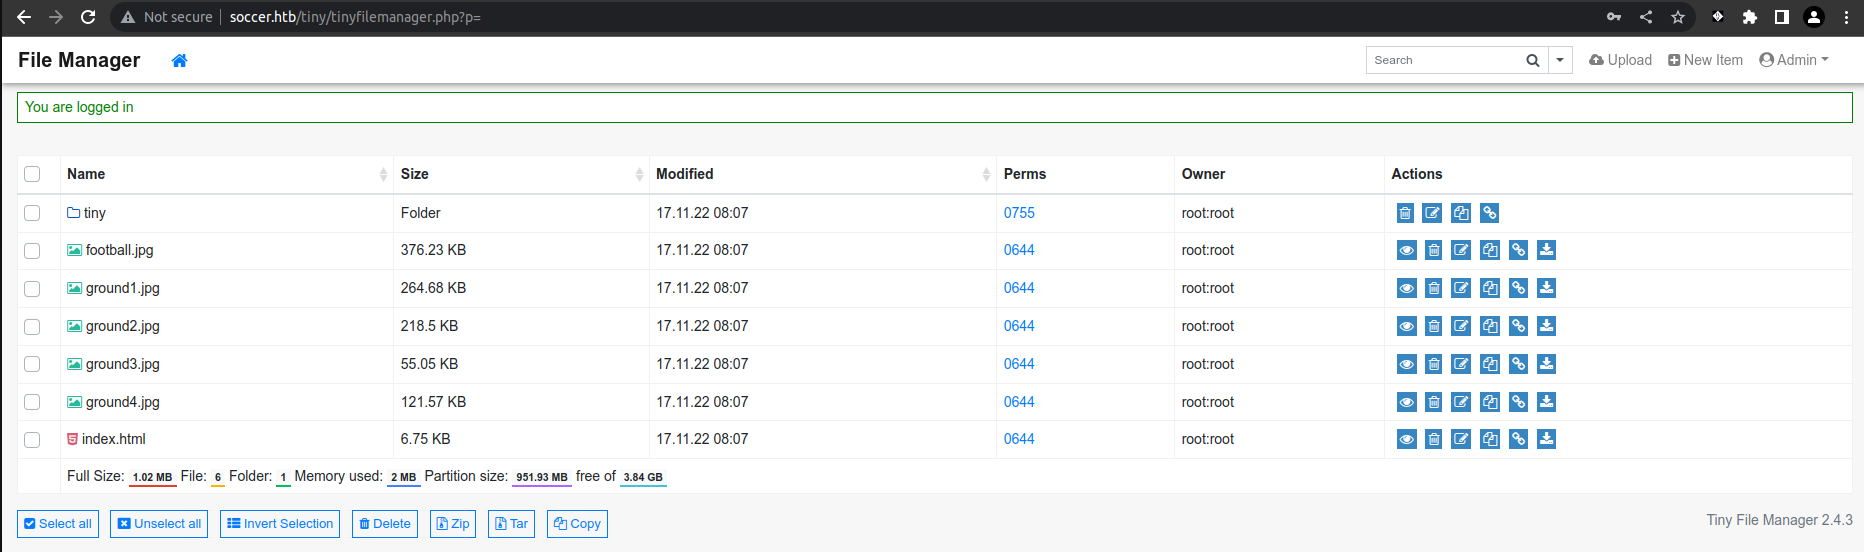 Not secure soccer.htb/tiny/tinyfilemanager.php?p=
File Manager Search Upload New Item Admin
You are logged in
Name Size Modified Perms Owner Actions
tiny Folder 17.11.22 08:07 0755 root:root
football.jpg 376.23 KB 17.11.22 08:07 0644 root:root
ground1.jpg 264.68 KB 17.11.22 08:07 0644 root:root
ground2.jpg 218.5 KB 17.11.22 08:07 0644 root:root
ground3.jpg 55.05 KB 17.11.22 08:07 0644 root:root
ground4.jpg 121.57 KB 17.11.22 08:07 0644 root:root
index.html 6.75 KB 17.11.22 08:07 0644 root:root
Full Size: 1.02 MB File: 6 Folder: 1 Memory used: 2 MB Partition size: 951.93 MB free of 3.84 GB
Select all Unselect all Invert Selection Delete Zip Tar Copy Tiny File Manager 2.4.3